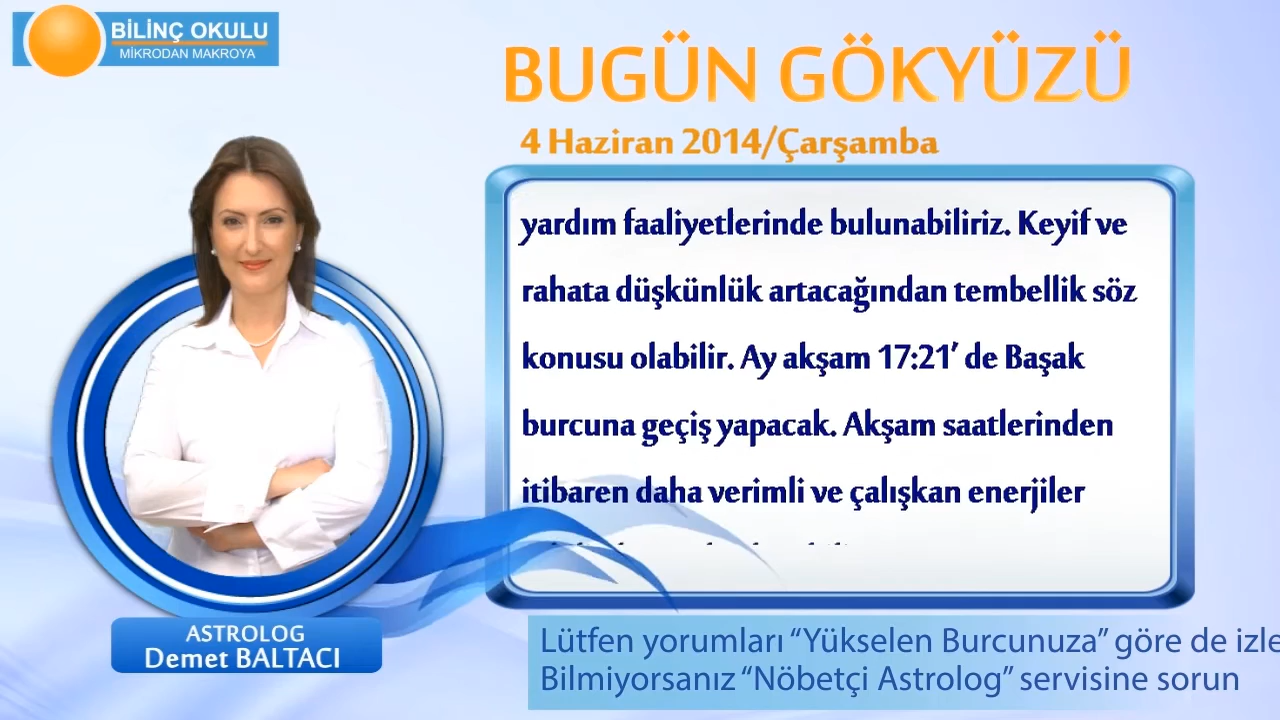 BİLİNÇ OKULU
MİKRODAN MAKROYA
BUGÜN GÖKYÜZÜ
4 Haziran 2014/Çarşamba
yardım faaliyetlerinde bulunabiliriz. Keyif ve
rahata düşkünlük artacağından tembellik söz
konusu olabilir. Ay akşam 17:21' de Başak
burcuna geçiş yapacak. Akşam saatlerinden
itibaren daha verimli ve çalışkan enerjiler
ASTROLOG
Demet BALTACI
Lütfen yorumları “Yükselen Burcunuza” göre de izle
Bilmiyorsanız “Nöbetçi Astrolog” servisine sorun